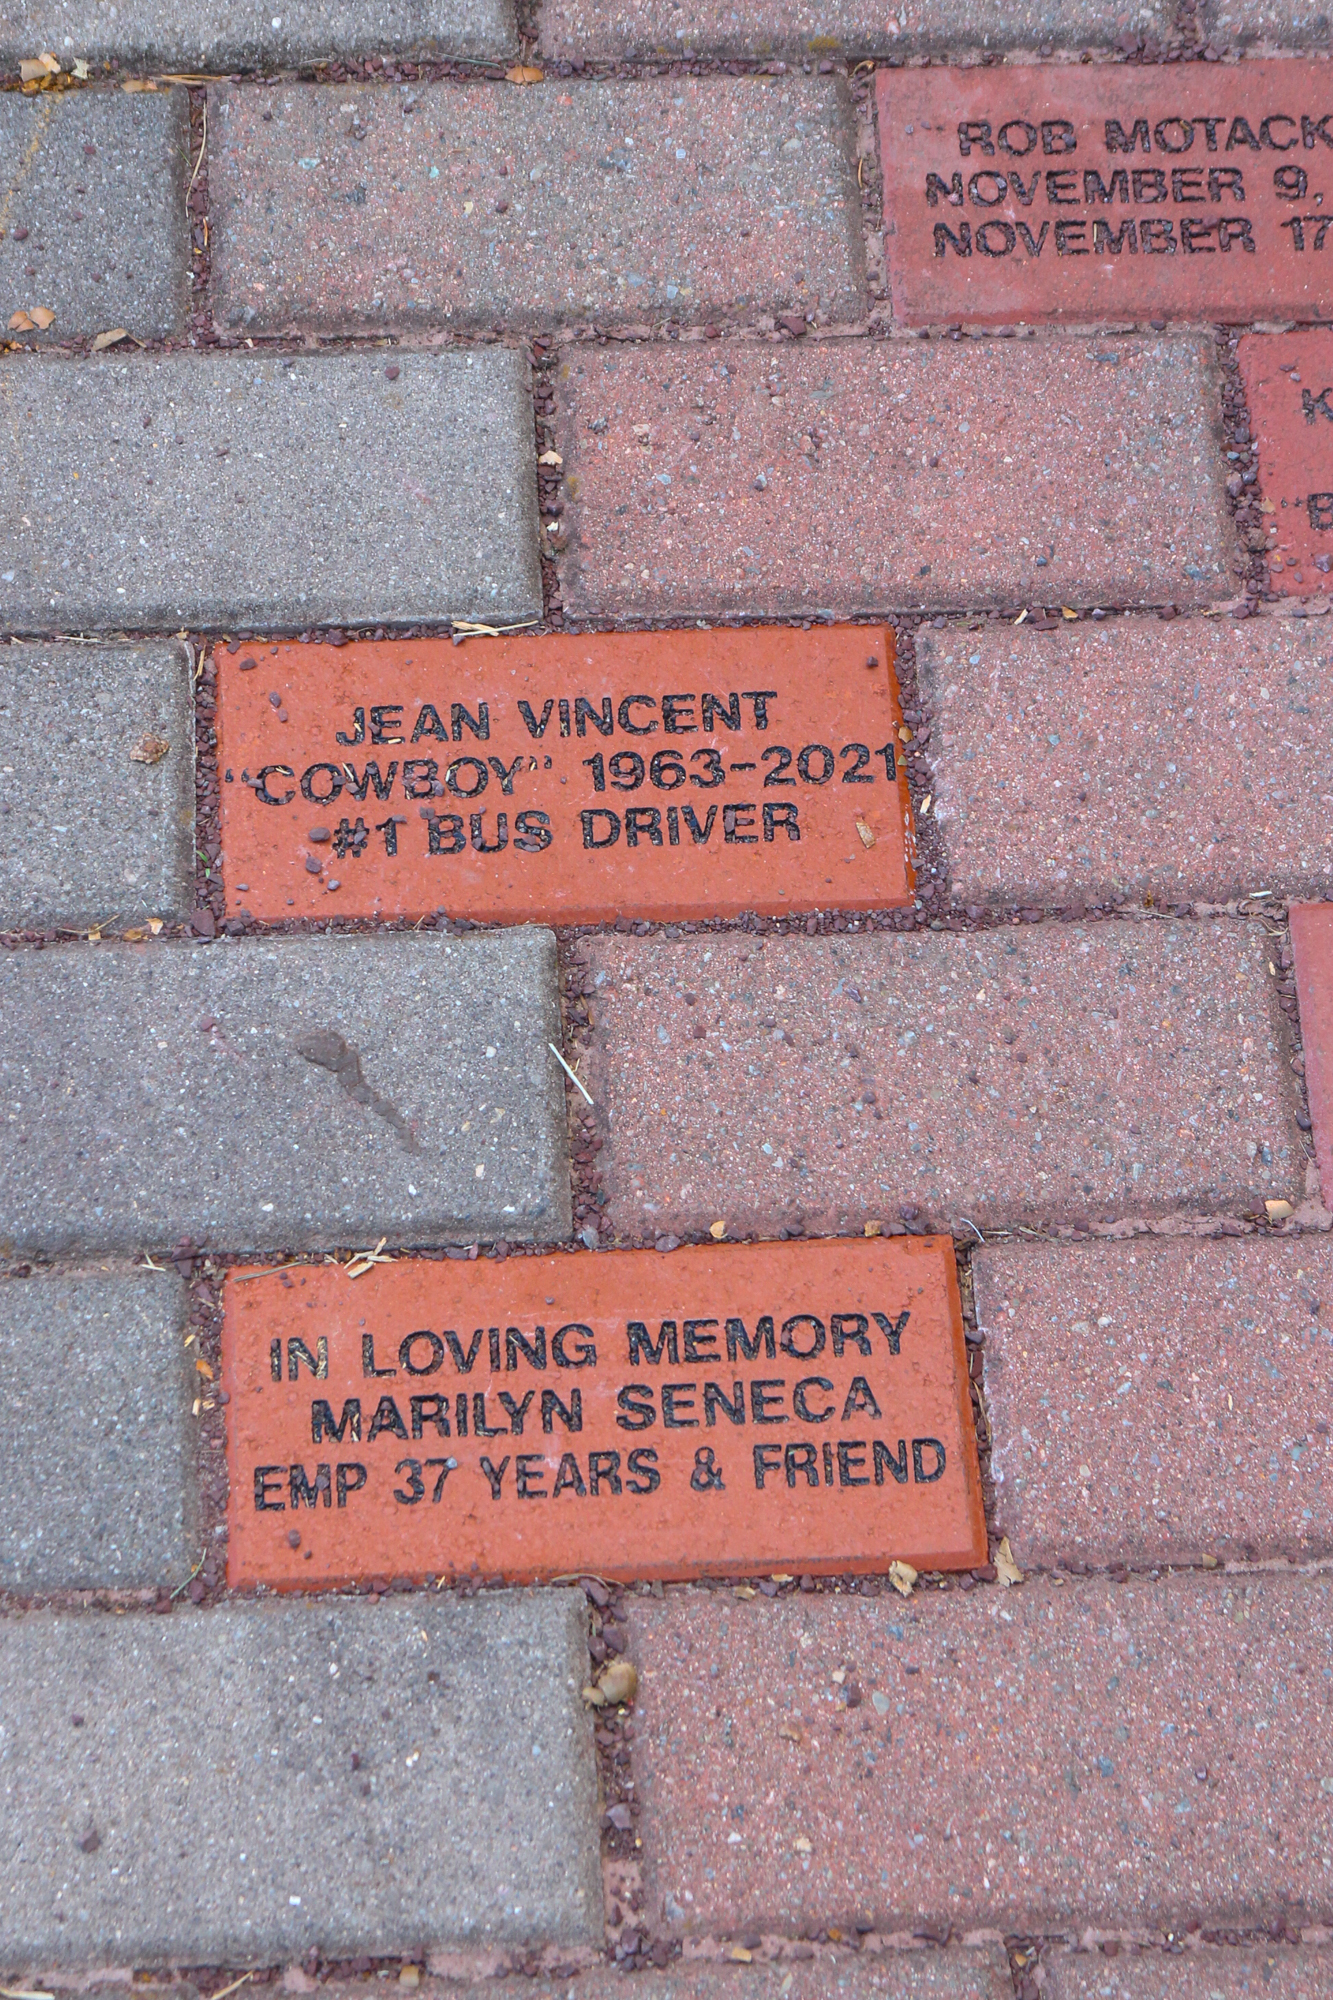 ROB MOTACK
NOVEMBER 9,
NOVEMBER 17
JEAN VINCENT
"COWBOY" 1963-2021
#1 BUS DRIVER
IN LOVING MEMORY
MARILYN SENECA
EMP 37 YEARS & FRIEND